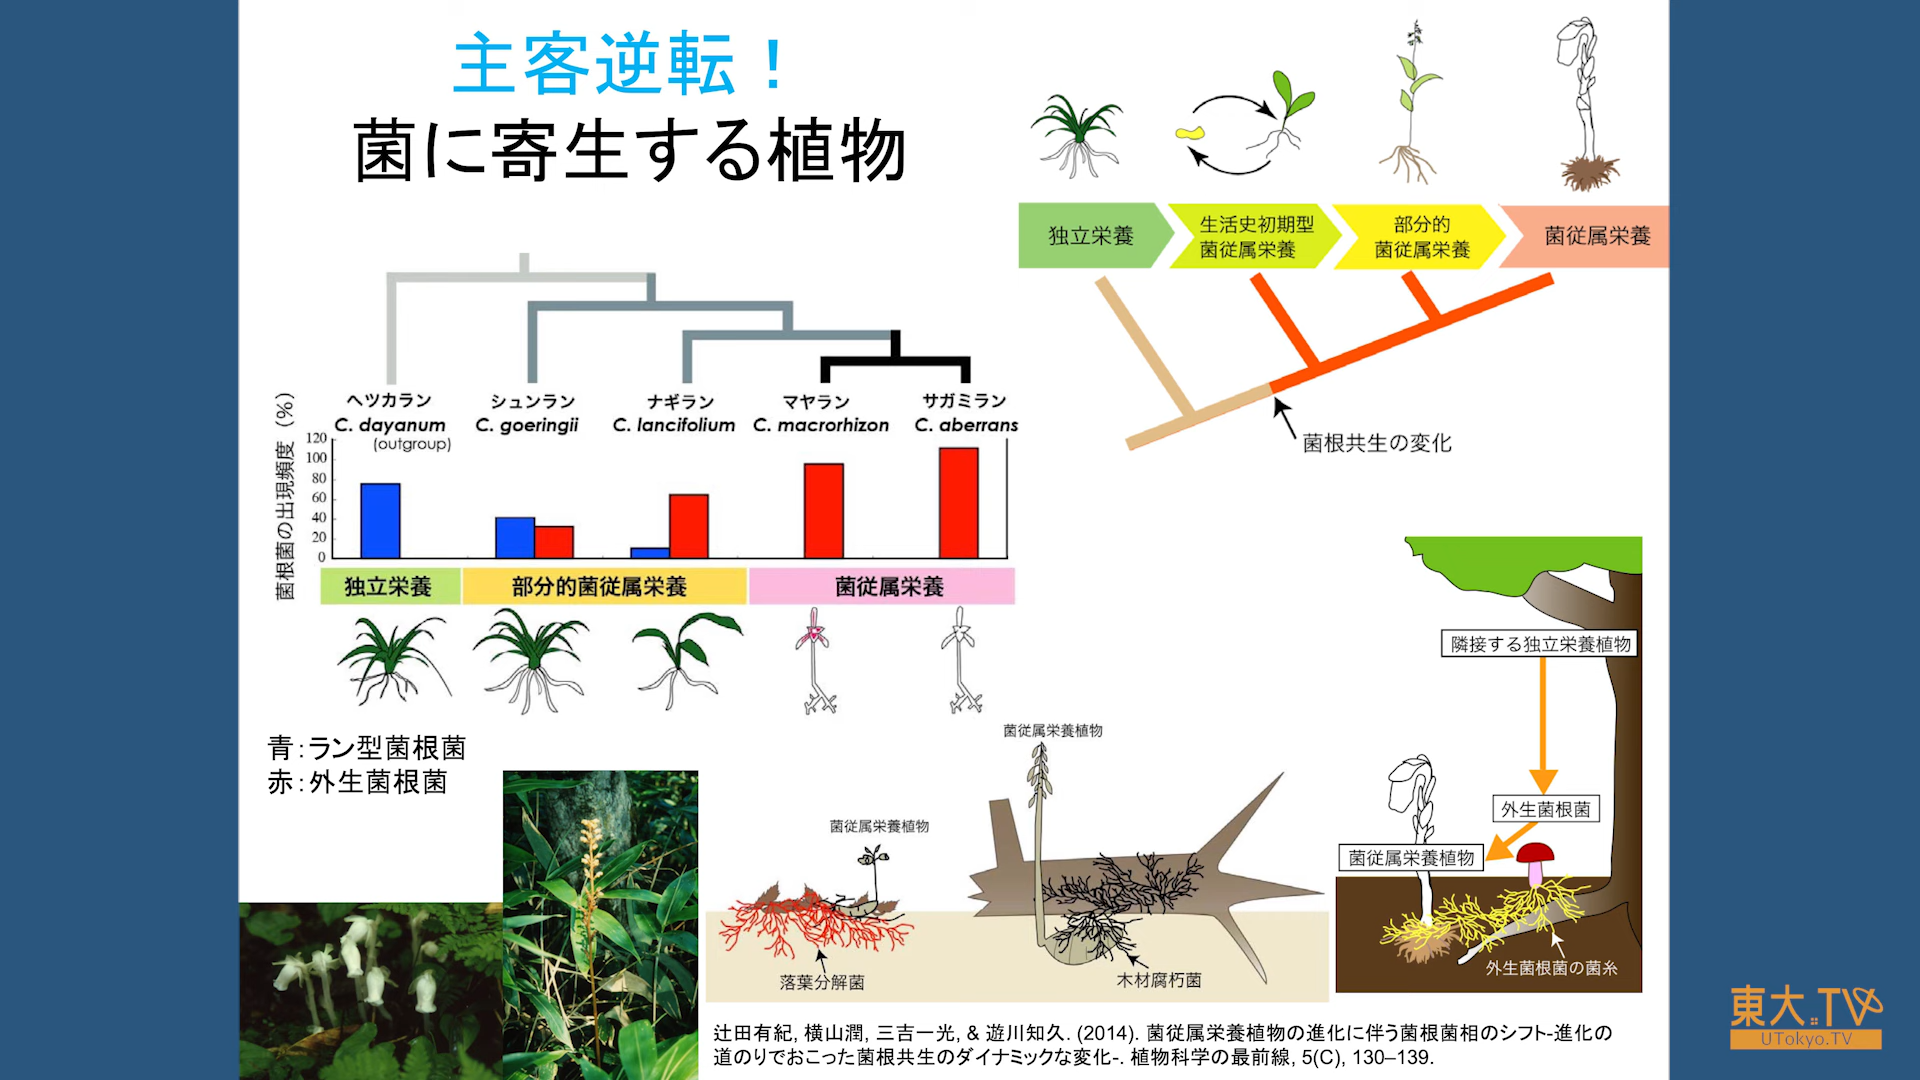 主客逆転！
菌に寄生する植物
独立栄養
生活史初期型
菌従属栄養
部分的
菌従属栄養
菌従属栄養
菌根共生の変化
ヘツカラン
C. dayanum
(outgroup)
シュンラン
C. goeringii
ナギラン
C. lancifolium
マヤラン
C. macrorhizon
サガミラン
C. aberrans
菌根菌の出現頻度（%）
120
100
80
60
40
20
0
独立栄養
部分的菌従属栄養
菌従属栄養
青：ラン型菌根菌
赤：外生菌根菌
菌従属栄養植物
落葉分解菌
菌従属栄養植物
木材腐朽菌
隣接する独立栄養植物
外生菌根菌
菌従属栄養植物
外生菌根菌の菌糸
辻田有紀, 横山潤, 三吉一光, & 遊川知久. (2014). 菌従属栄養植物の進化に伴う菌根菌相のシフト-進化の
道のりでおこった菌根共生のダイナミックな変化-. 植物科学の最前線, 5(C), 130–139.
東大.TV
UTokyo.TV